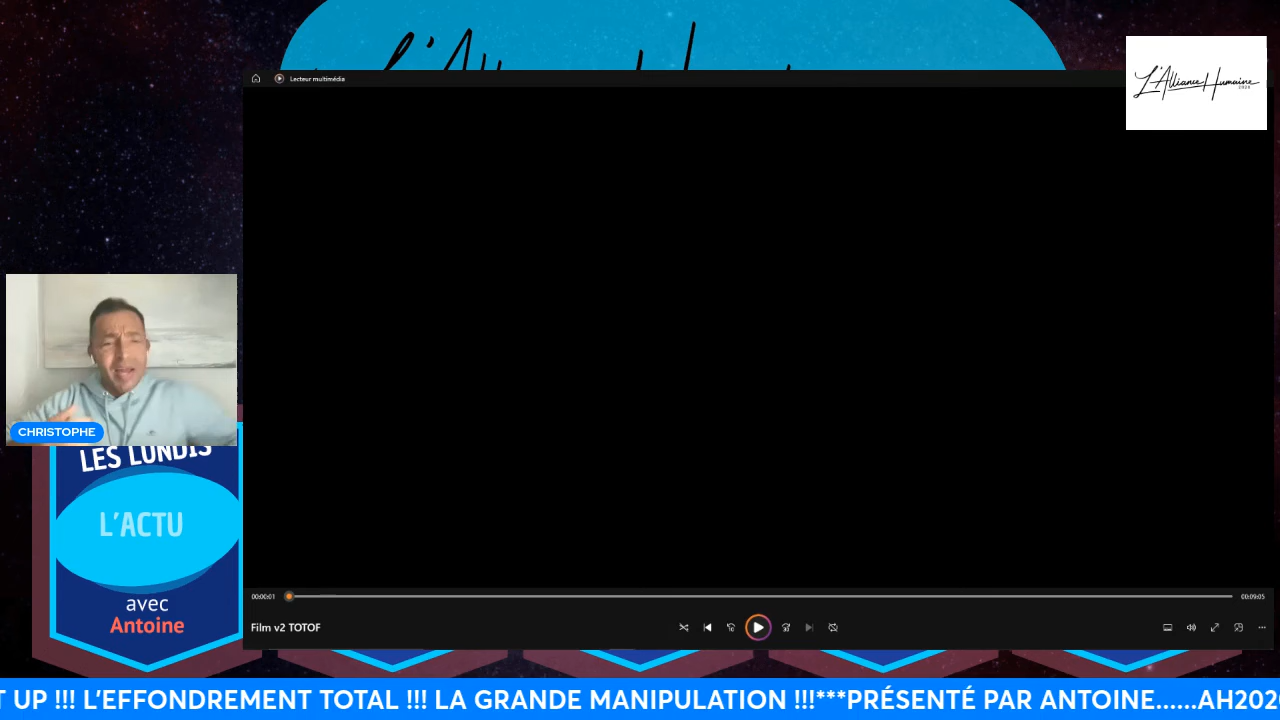 Lecteur multimédia
L'Alliance Humaine
2020
CHRISTOPHE
LES LUNDIS
L'ACTU
avec
Antoine
00:00:01
00:09:05
Film v2 TOTOF
T UP !!! L'EFFONDREMENT TOTAL !!! LA GRANDE MANIPULATION !!!***PRÉSENTÉ PAR ANTOINE......AH202